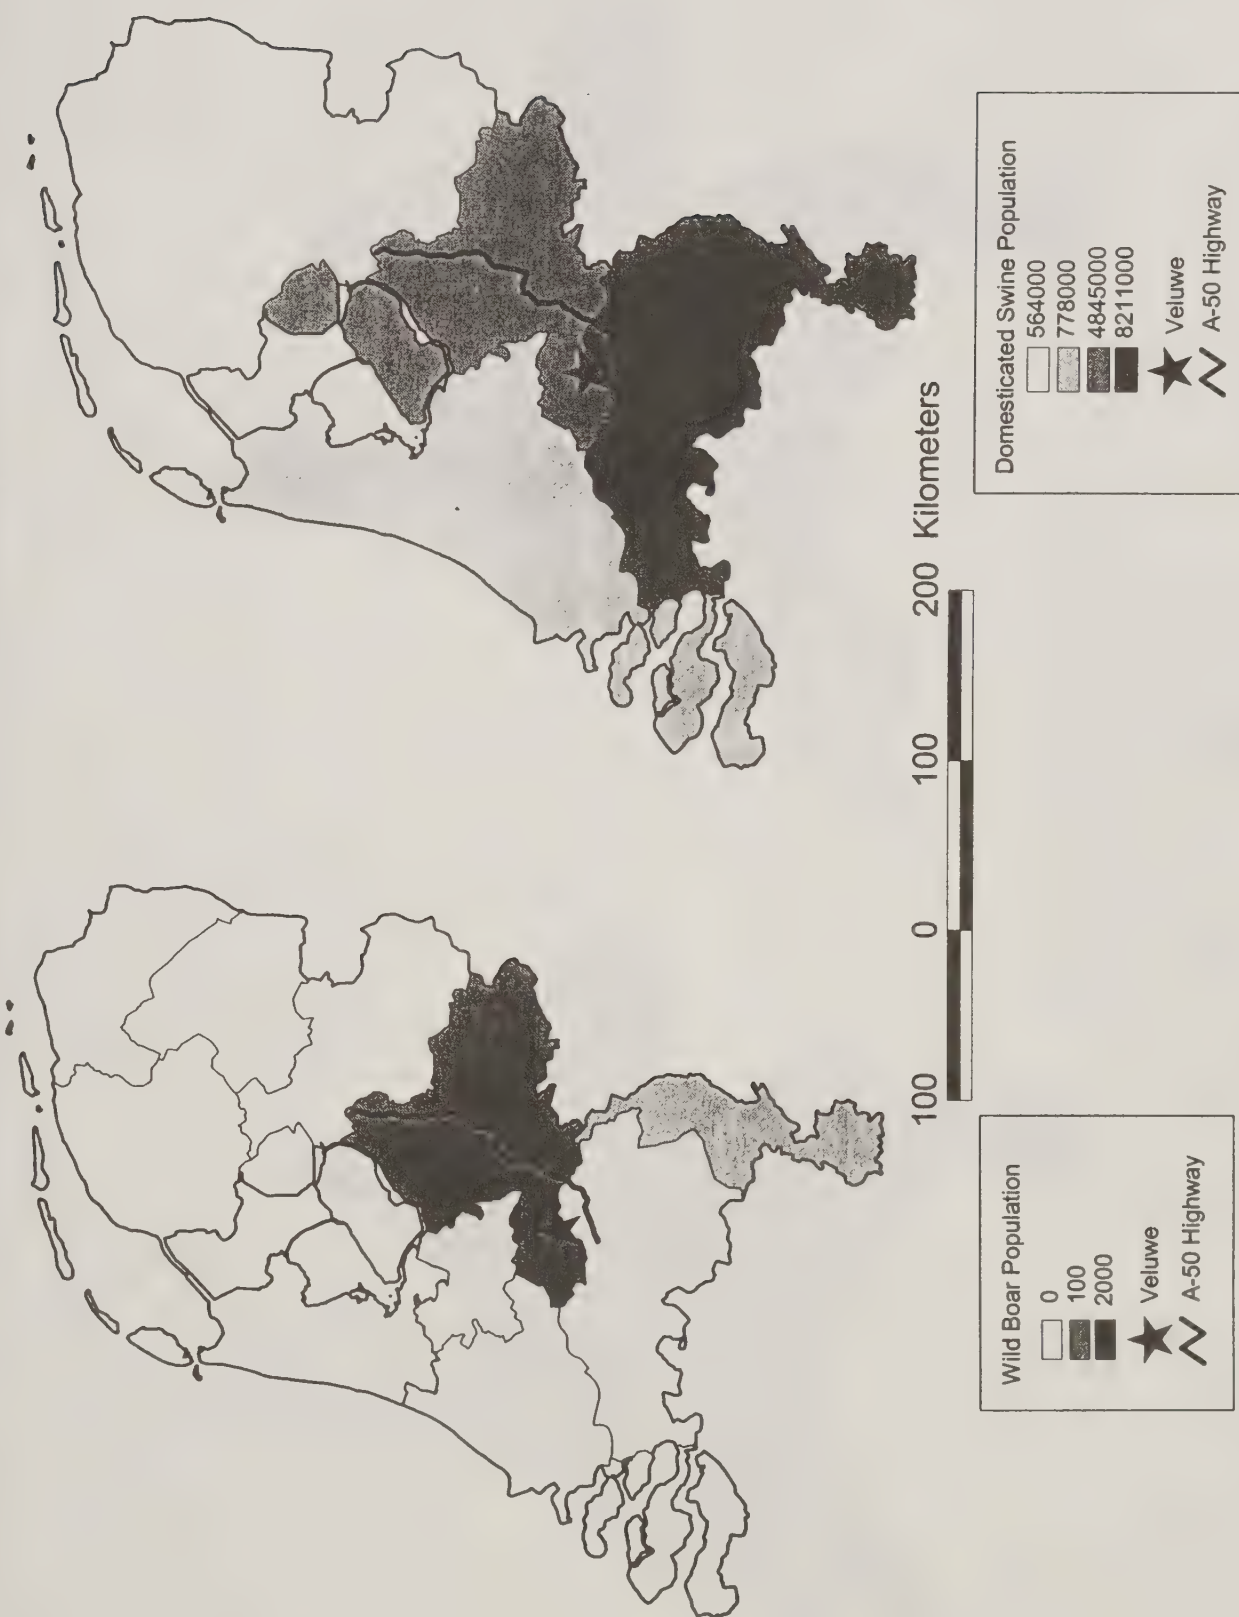 Wild Boar Population
0
100
2000
Veluwe
A-50 Highway
100 0 100 200 Kilometers
Domesticated Swine Population
564000
778000
4845000
8211000
Veluwe
A-50 Highway